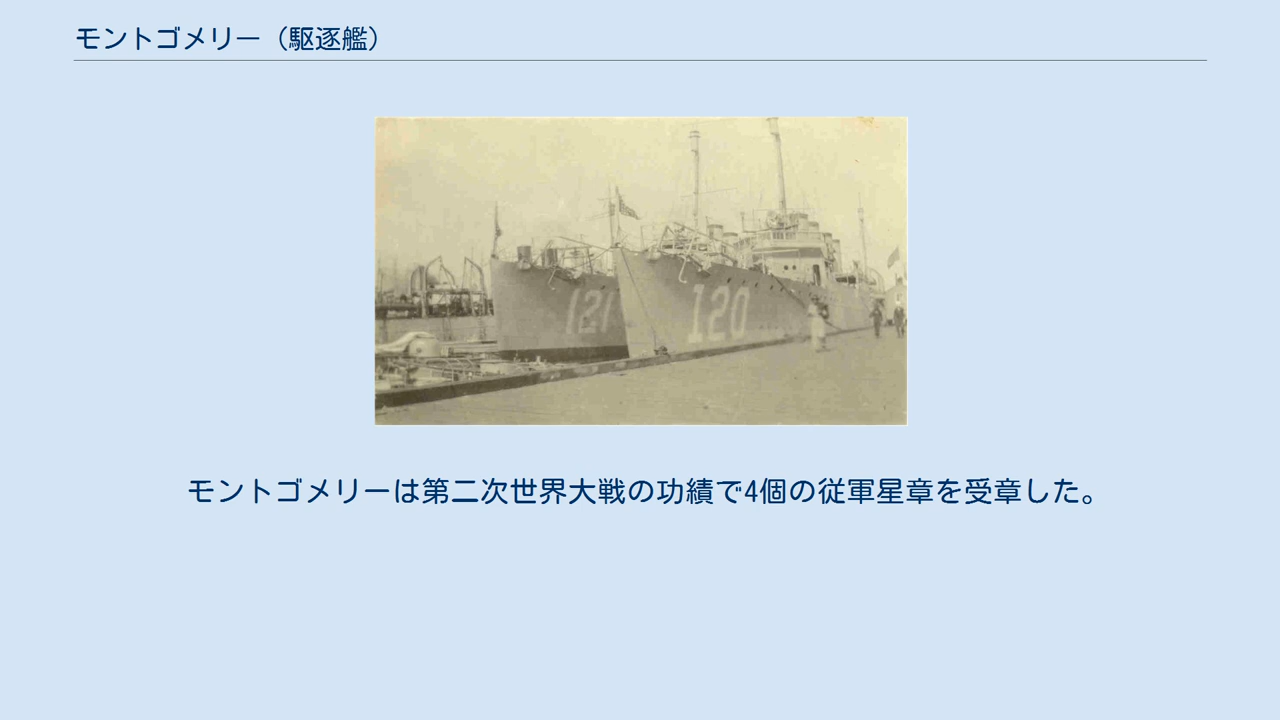 モントゴメリー（駆逐艦）
121
120
モントゴメリーは第二次世界大戦の功績で4個の従軍星章を受章した。